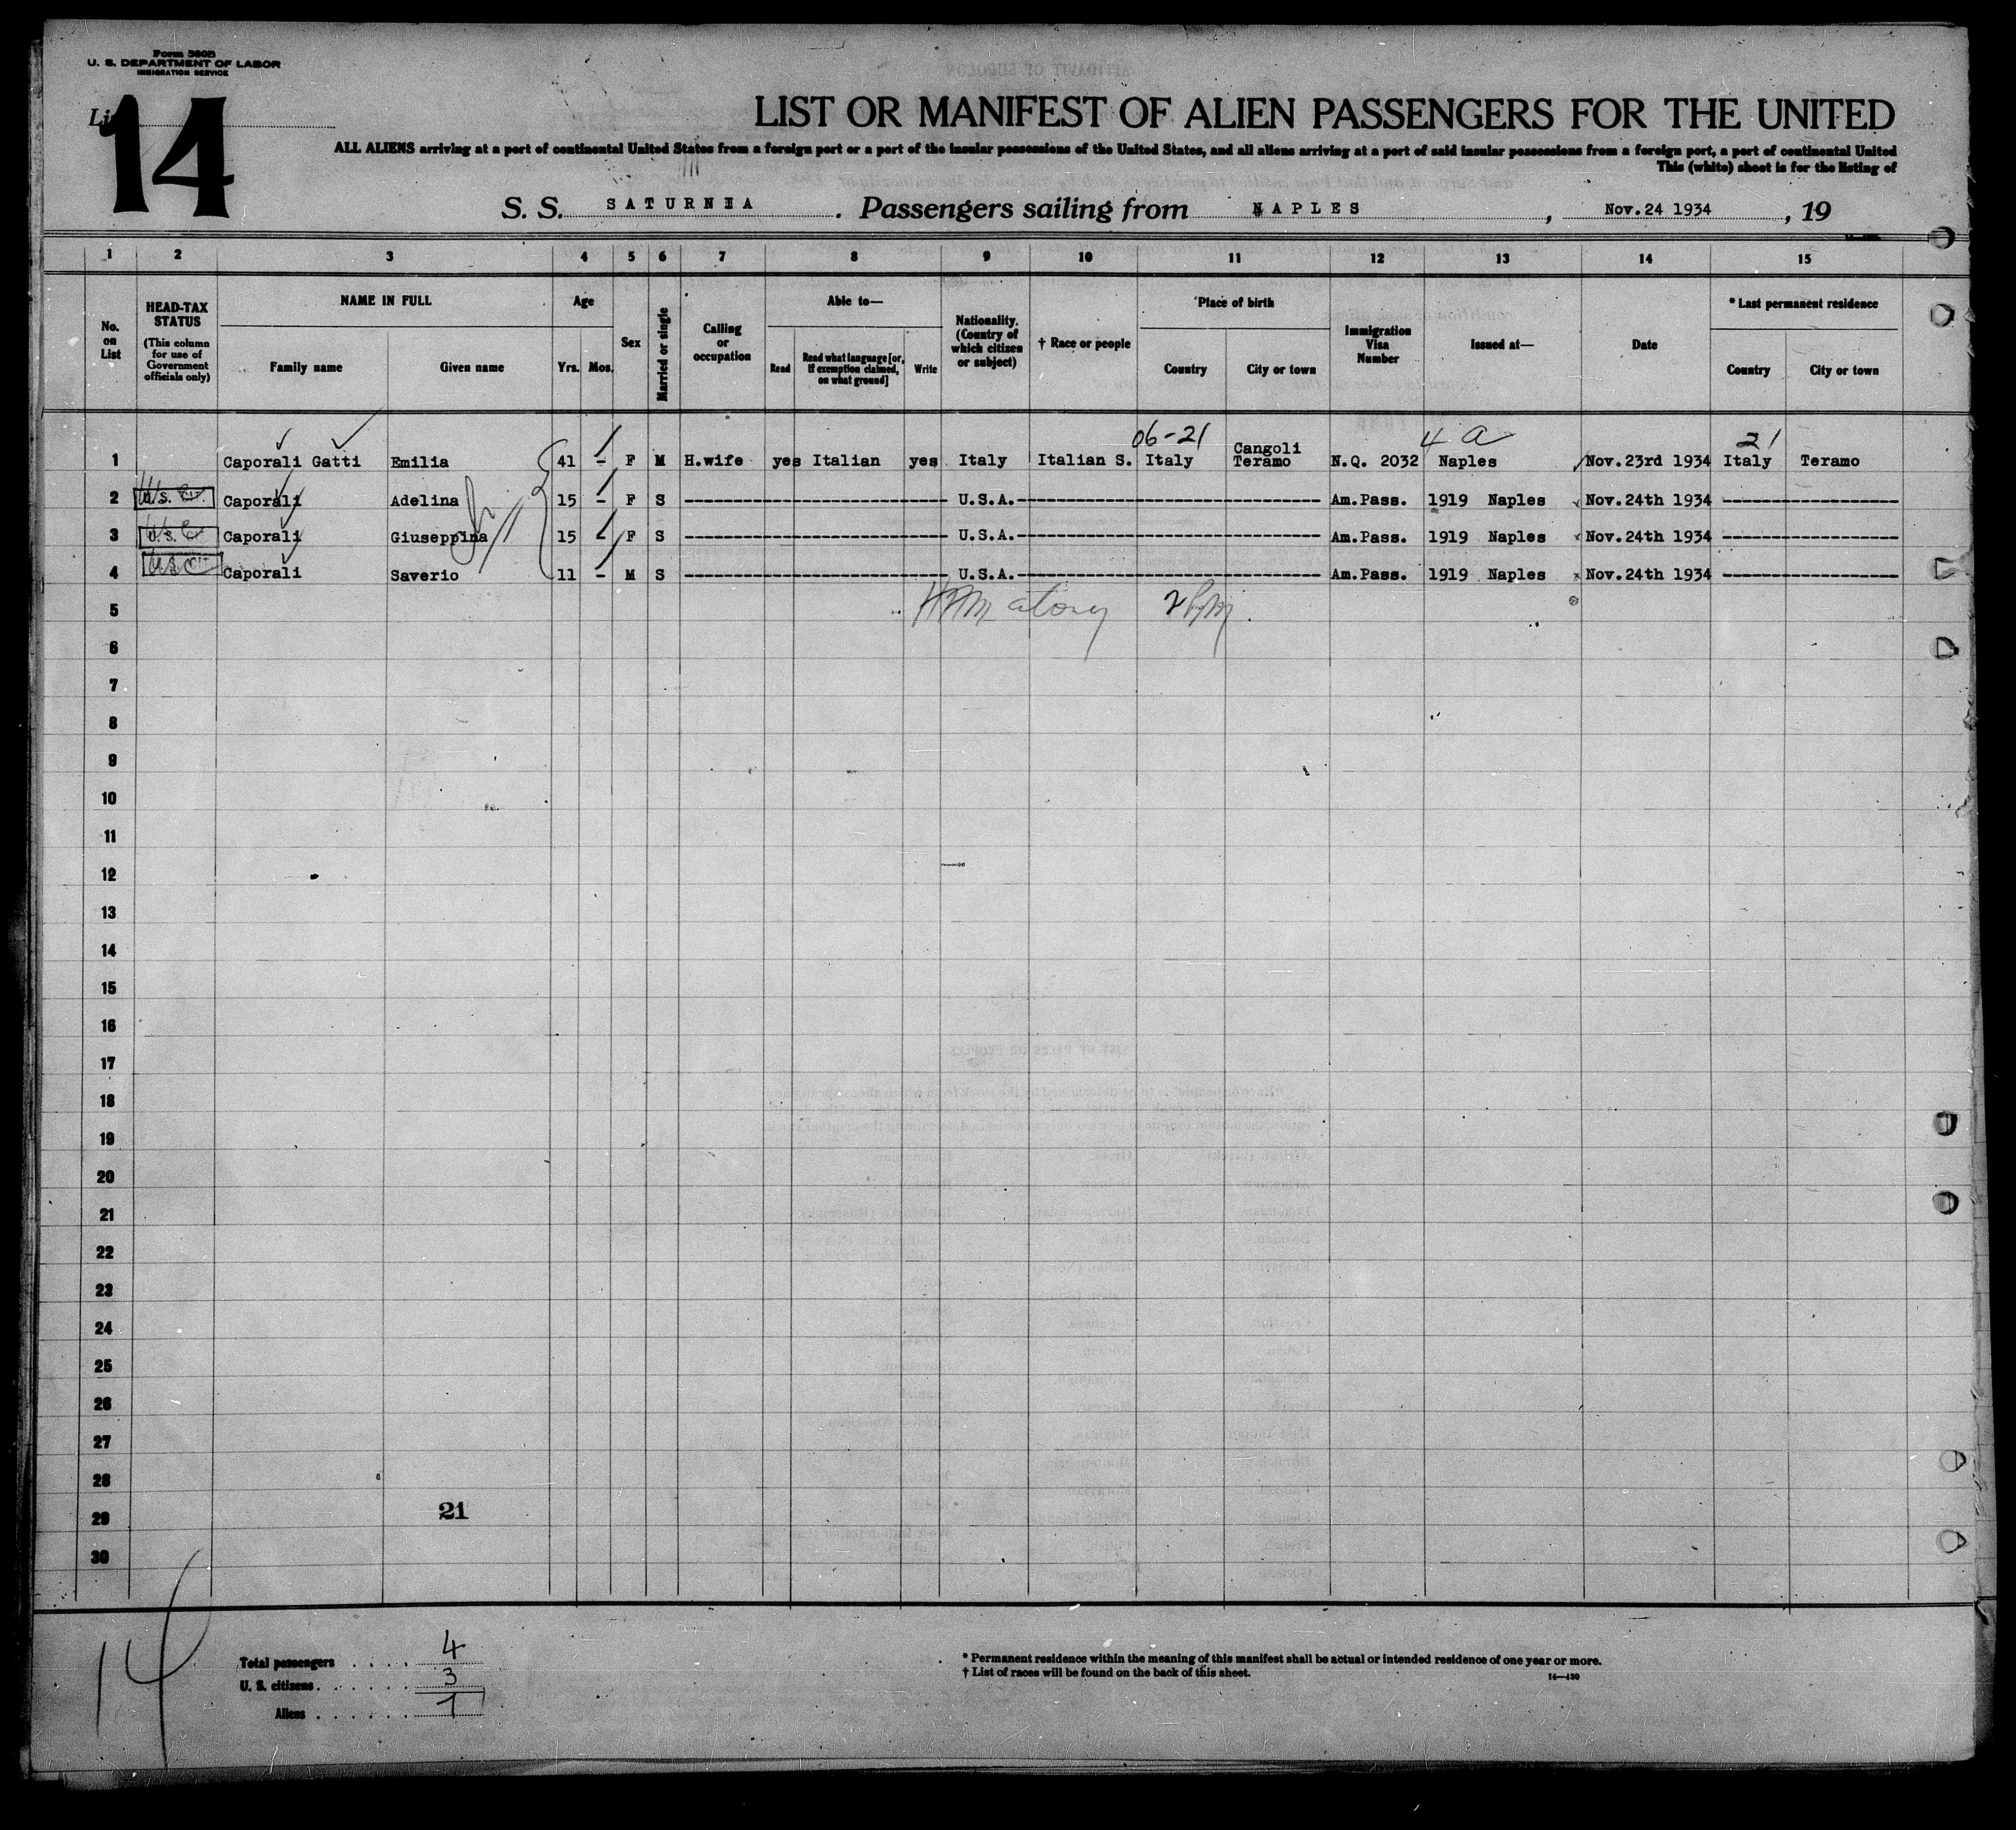 Form 500B
U. S. DEPARTMENT OF LABOR
IMMIGRATION SERVICE
14
LIST OR MANIFEST OF ALIEN PASSENGERS FOR THE UNITED
ALL ALIENS arriving at a port of continental United States from a foreign port or a port of the insular possessions of the United States, and all aliens arriving at a port of said insular possessions from a foreign port, a port of continental United
This (white) sheet is for the listing of
S. S. SATURNIA. Passengers sailing from NAPLES, Nov.24 1934, 19
1 2 3 4 5 6 7 8 9 10 11 12 13 14 15
No. on List
HEAD-TAX STATUS
(This column for use of Government officials only)
NAME IN FULL
Family name Given name
Age
Yrs. Mos.
Sex
Married or single
Calling or occupation
Able to—
Read
Read what language [or, if exemption claimed, on what ground]
Write
Nationality. (Country of which citizen or subject)
† Race or people
Place of birth
Country City or town
Immigration Visa Number
Issued at—
Date
* Last permanent residence
Country City or town
06-21 4 a 21
1 Caporali Gatti Emilia 41 - F M H.wife yes Italian yes Italy Italian S. Italy Cangoli Teramo N.Q. 2032 Naples Nov.23rd 1934 Italy Teramo
2 U.S. Caporali Adelina 15 - F S U.S.A. Am.Pass. 1919 Naples Nov.24th 1934
3 U.S. Caporali Giuseppina 15 - F S U.S.A. Am.Pass. 1919 Naples Nov.24th 1934
4 Caporali Saverio 11 - M S U.S.A. Am.Pass. 1919 Naples Nov.24th 1934
5
6
7
8
9
10
11
12
13
14
15
16
17
18
19
20
21
22
23
24
25
26
27
28
29 21
30
14
Total passengers . . . . 4
U. S. citizens . . . . . . 3
Aliens . . . . . . 1
* Permanent residence within the meaning of this manifest shall be actual or intended residence of one year or more.
† List of races will be found on the back of this sheet. 14—430